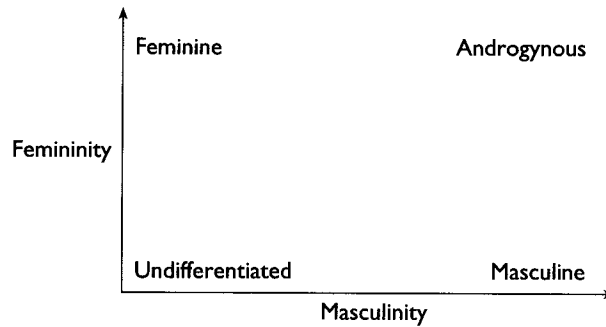 Feminine
Androgynous
Femininity
Undifferentiated
Masculine
Masculinity